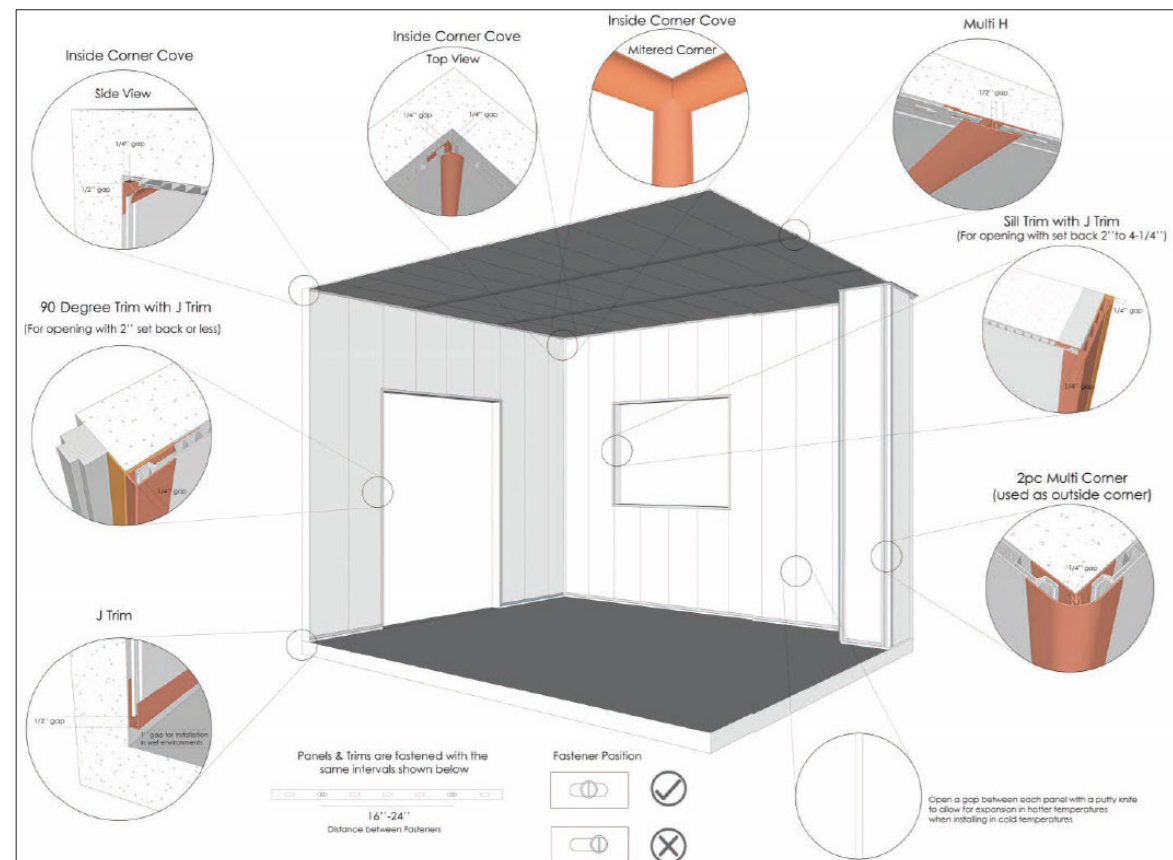 Inside Corner Cove
Side View
1/4" gap
1/2" gap
Inside Corner Cove
Top View
1/4" gap
1/4" gap
Inside Corner Cove
Mitered Corner
Multi H
1/2" gap
Sill Trim with J Trim
(For opening with set back 2" to 4-1/4")
1/4" gap
1/4" gap
90 Degree Trim with J Trim
(For opening with 2" set back or less)
1/4" gap
2pc Multi Corner
(used as outside corner)
1/4" gap
J Trim
1/2" gap
1" gap for installation
in wet environments
Panels & Trims are fastened with the
same intervals shown below
16"-24"
Distance between Fasteners
Fastener Position
Open a gap between each panel with a putty knife
to allow for expansion in hotter temperatures
when installing in cold temperatures